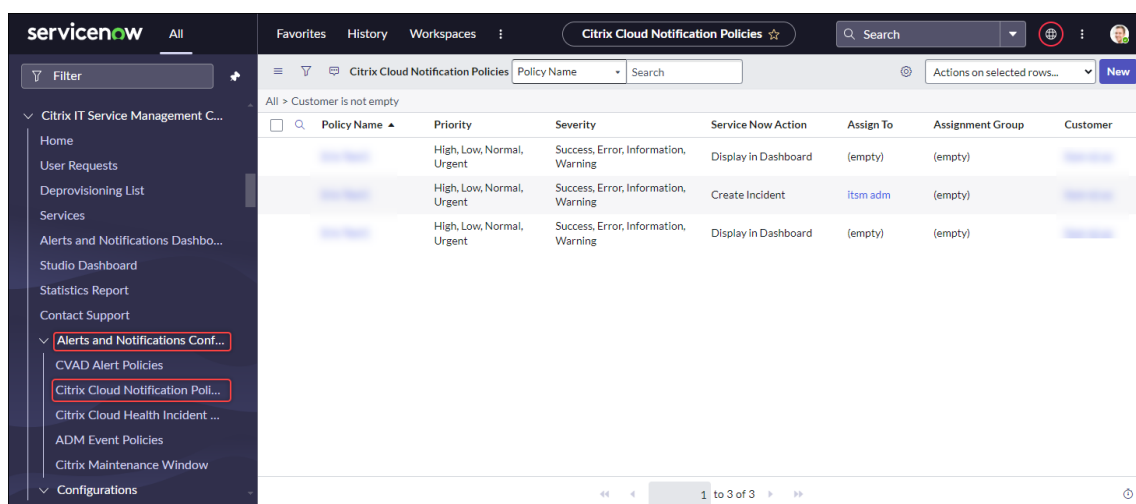 servicenow All Favorites History Workspaces Citrix Cloud Notification Policies Search
Filter
Citrix Cloud Notification Policies Policy Name Search Actions on selected rows... New
All > Customer is not empty
Policy Name Priority Severity Service Now Action Assign To Assignment Group Customer
High, Low, Normal, Urgent Success, Error, Information, Warning Display in Dashboard (empty) (empty)
High, Low, Normal, Urgent Success, Error, Information, Warning Create Incident itsm adm (empty)
High, Low, Normal, Urgent Success, Error, Information, Warning Display in Dashboard (empty) (empty)
1 to 3 of 3
Citrix IT Service Management C...
Home
User Requests
Deprovisioning List
Services
Alerts and Notifications Dashbo...
Studio Dashboard
Statistics Report
Contact Support
Alerts and Notifications Conf...
CVAD Alert Policies
Citrix Cloud Notification Poli...
Citrix Cloud Health Incident ...
ADM Event Policies
Citrix Maintenance Window
Configurations